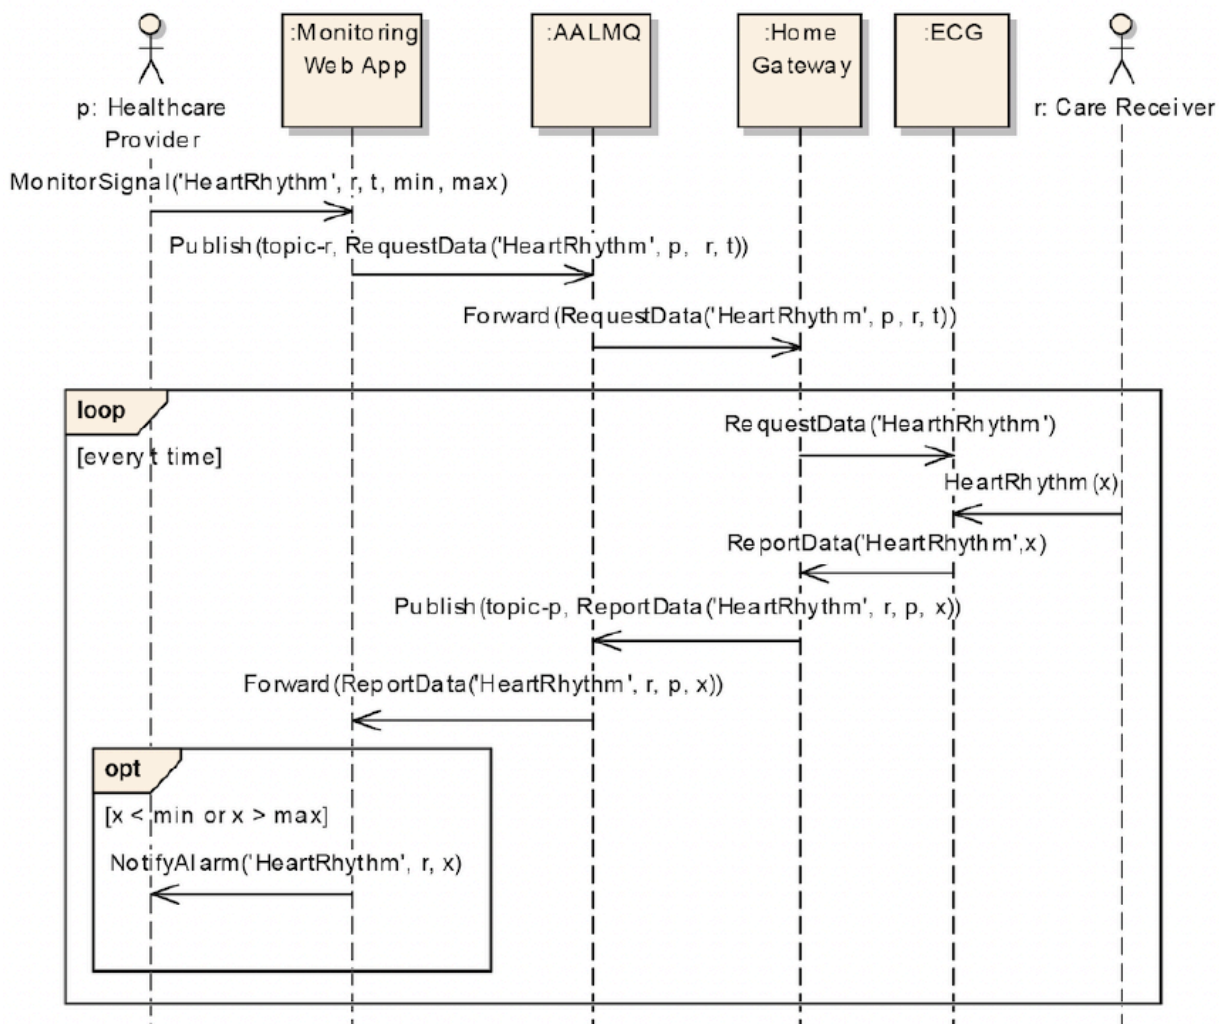 :Monitoring
Web App
:AALMQ
:Home
Gateway
:ECG
p: Healthcare
Provider
r: Care Receiver
MonitorSignal('HeartRhythm', r, t, min, max)
Publish(topic-r, RequestData('HeartRhythm', p, r, t))
Forward(RequestData('HeartRhythm', p, r, t))
loop
[every t time]
RequestData('HearthRhythm')
HeartRhythm(x)
ReportData('HeartRhythm',x)
Publish(topic-p, ReportData('HeartRhythm', r, p, x))
Forward(ReportData('HeartRhythm', r, p, x))
opt
[x < min or x > max]
NotifyAlarm('HeartRhythm', r, x)